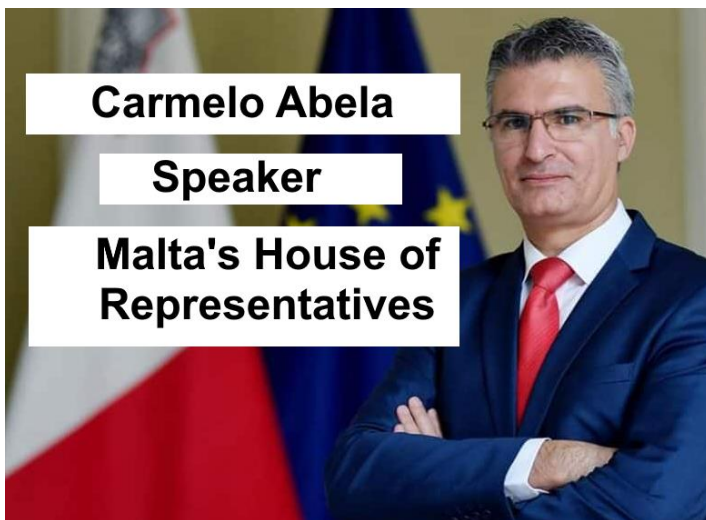 Carmelo Abela
Speaker
Malta's House of
Representatives